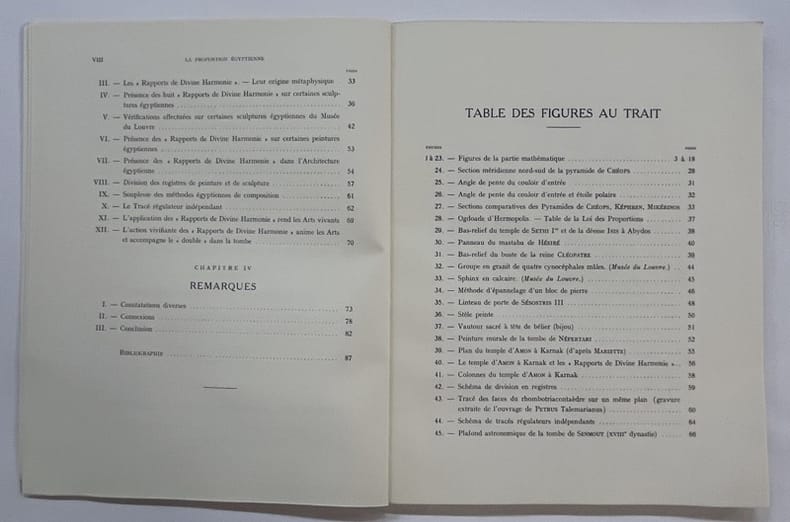 VIII LA PROPORTION ÉGYPTIENNE
PAGES
III. — Les « Rapports de Divine Harmonie ». — Leur origine métaphysique 33
IV. — Présence des huit « Rapports de Divine Harmonie » sur certaines sculp-
tures égyptiennes 36
V. — Vérifications effectuées sur certaines sculptures égyptiennes du Musée
du Louvre 42
VI. — Présence des « Rapports de Divine Harmonie » sur certaines peintures
égyptiennes 53
VII. — Présence des « Rapports de Divine Harmonie » dans l'Architecture
égyptienne 54
VIII. — Division des registres de peinture et de sculpture 57
IX. — Souplesse des méthodes égyptiennes de composition 61
X. — Le Tracé régulateur indépendant 62
XI. — L'application des « Rapports de Divine Harmonie » rend les Arts vivants 69
XII. — L'action vivifiante des « Rapports de Divine Harmonie » anime les Arts
et accompagne le « double » dans la tombe 70
CHAPITRE IV
REMARQUES
I. — Constatations diverses 73
II. — Connexions 78
III. — Conclusion 82
BIBLIOGRAPHIE 87
TABLE DES FIGURES AU TRAIT
FIGURES PAGES
1 à 23. — Figures de la partie mathématique 3 à 18
24. — Section méridienne nord-sud de la pyramide de CHÉOPS 28
25. — Angle de pente du couloir d'entrée 31
26. — Angle de pente du couloir d'entrée et étoile polaire 32
27. — Sections comparatives des Pyramides de CHÉOPS, KÉPHREN, MIKÉRINOS 33
28. — Ogdoade d'Hermopolis. — Table de la Loi des Proportions 37
29. — Bas-relief du temple de SETHI Ier et de la déesse ISIS à Abydos 38
30. — Panneau du mastaba de HÉSIRÉ 40
31. — Bas-relief du buste de la reine CLÉOPATRE 39
32. — Groupe en granit de quatre cynocéphales mâles. (Musée du Louvre.) 44
33. — Sphinx en calcaire. (Musée du Louvre.) 45
34. — Méthode d'épannelage d'un bloc de pierre 46
35. — Linteau de porte de SÉSOSTRIS III 48
36. — Stèle peinte 50
37. — Vautour sacré à tête de bélier (bijou) 51
38. — Peinture murale de la tombe de NÉFERTARI 52
39. — Plan du temple d'AMON à Karnak (d'après MARIETTE) 55
40. — Le temple d'AMON à Karnak et les « Rapports de Divine Harmonie » 56
41. — Colonnes du temple d'AMON à Karnak 58
42. — Schéma de division en registres 59
43. — Tracé des faces du rhombotriacontaèdre sur un même plan (gravure
extraite de l'ouvrage de PETRUS Talemarianus) 60
44. — Schéma de tracés régulateurs indépendants 64
45. — Plafond astronomique de la tombe de SENMOUT (XVIIIe dynastie) 66